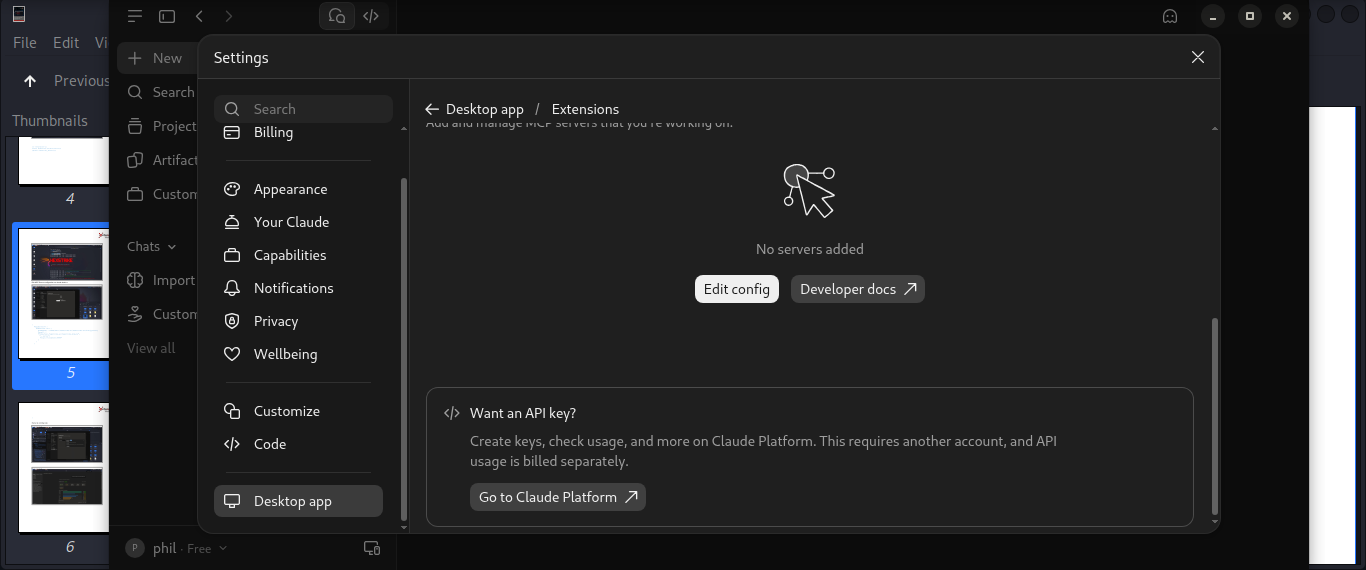 File Edit Vi
Previous
Thumbnails
4
5
6
New
Search
Project
Artifact
Custom
Chats
Import
Custom
View all
P phil · Free
Settings
Search
Billing
Appearance
Your Claude
Capabilities
Notifications
Privacy
Wellbeing
Customize
Code
Desktop app
Desktop app / Extensions
Add and manage MCP servers that you're working on.
No servers added
Edit config
Developer docs
Want an API key?
Create keys, check usage, and more on Claude Platform. This requires another account, and API
usage is billed separately.
Go to Claude Platform